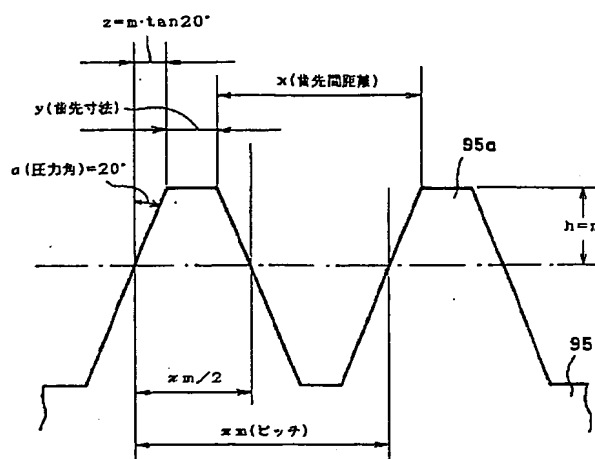 z=m·tan20°
x(歯先間距離)
y(歯先寸法)
a(圧力角)=20°
95a
h=m
95
πm/2
πm(ピッチ)